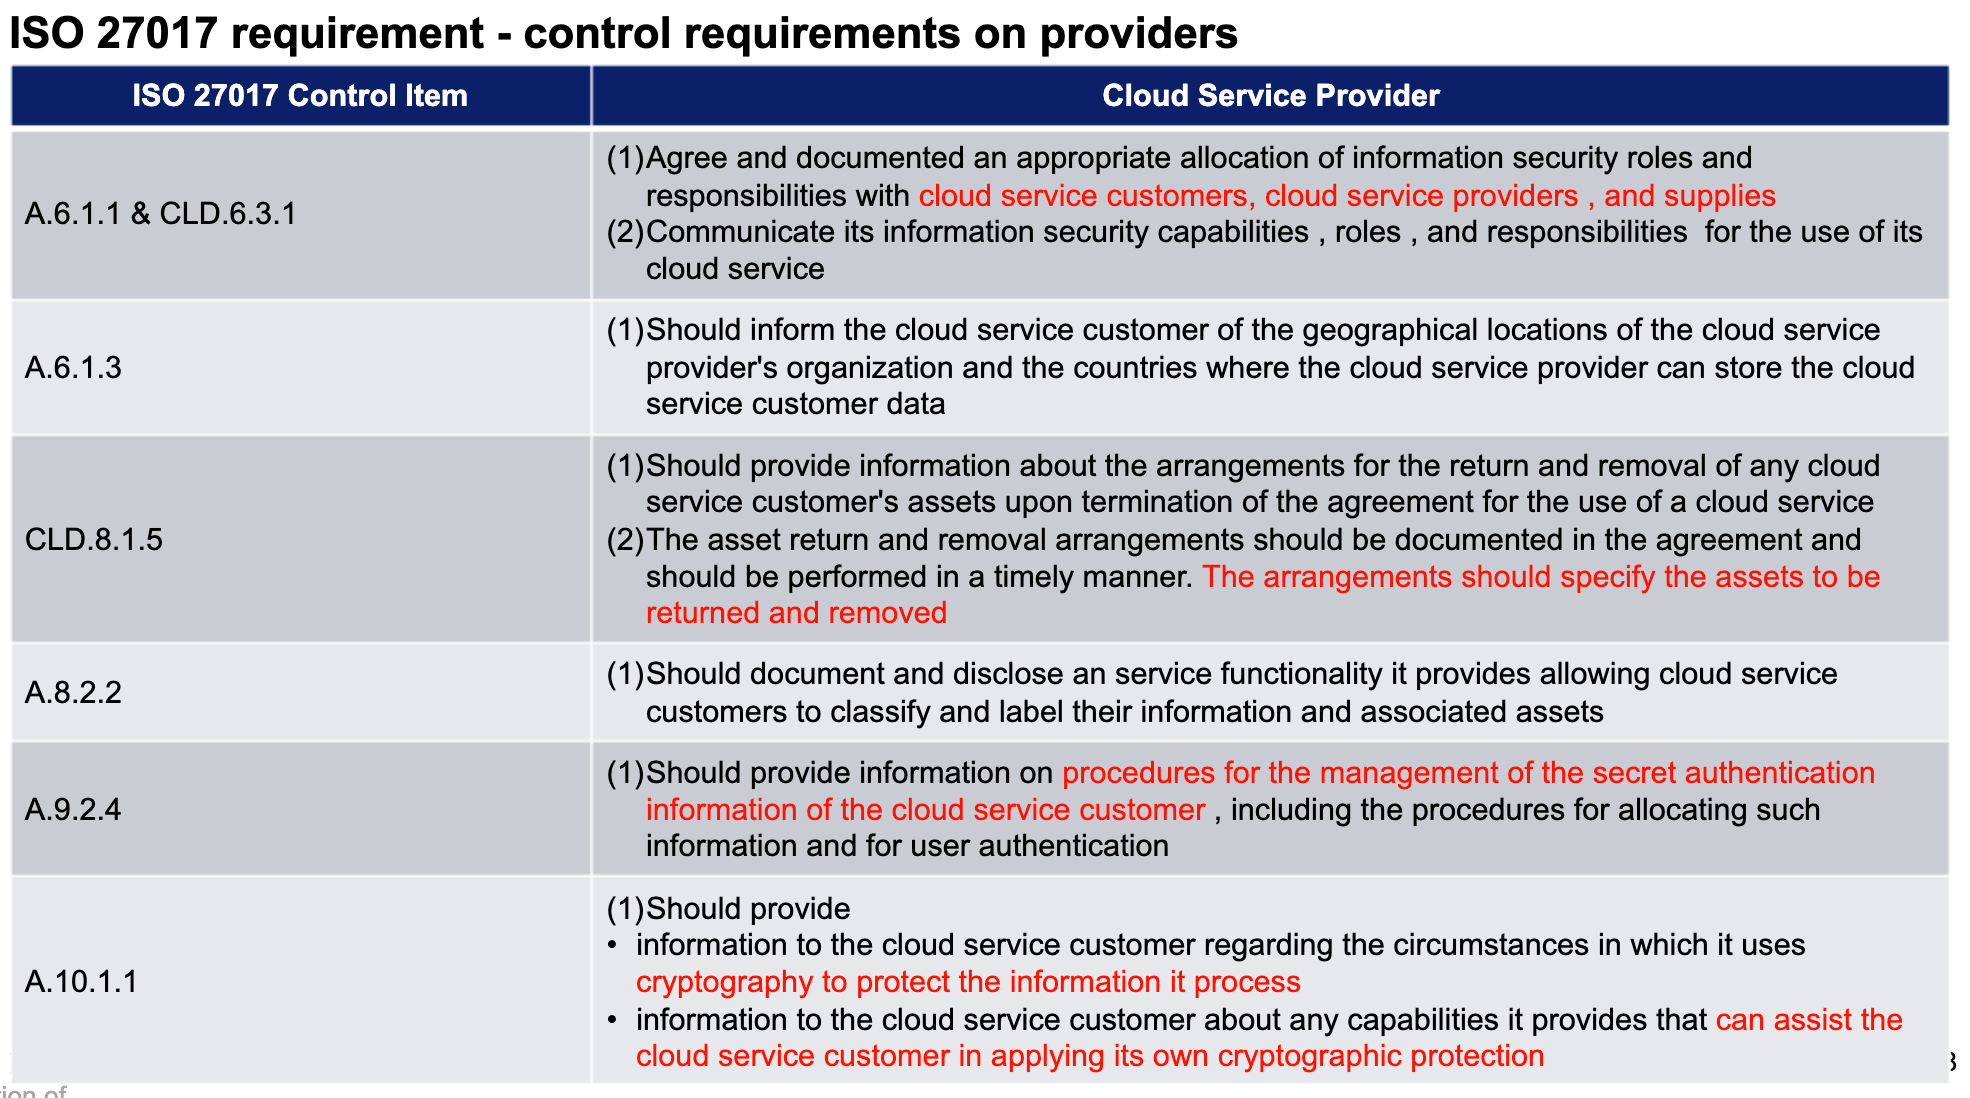 ISO 27017 requirement - control requirements on providers
ISO 27017 Control Item
Cloud Service Provider
A.6.1.1 & CLD.6.3.1
(1)Agree and documented an appropriate allocation of information security roles and
responsibilities with cloud service customers, cloud service providers , and supplies
(2)Communicate its information security capabilities , roles , and responsibilities  for the use of its
cloud service
A.6.1.3
(1)Should inform the cloud service customer of the geographical locations of the cloud service
provider's organization and the countries where the cloud service provider can store the cloud
service customer data
CLD.8.1.5
(1)Should provide information about the arrangements for the return and removal of any cloud
service customer's assets upon termination of the agreement for the use of a cloud service
(2)The asset return and removal arrangements should be documented in the agreement and
should be performed in a timely manner. The arrangements should specify the assets to be
returned and removed
A.8.2.2
(1)Should document and disclose an service functionality it provides allowing cloud service
customers to classify and label their information and associated assets
A.9.2.4
(1)Should provide information on procedures for the management of the secret authentication
information of the cloud service customer , including the procedures for allocating such
information and for user authentication
A.10.1.1
(1)Should provide
• information to the cloud service customer regarding the circumstances in which it uses
cryptography to protect the information it process
• information to the cloud service customer about any capabilities it provides that can assist the
cloud service customer in applying its own cryptographic protection